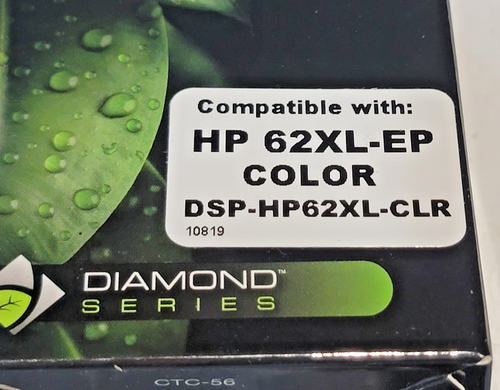 Compatible with:
HP 62XL-EP
COLOR
DSP-HP62XL-CLR
10819
DIAMOND™
SERIES
CTC-56